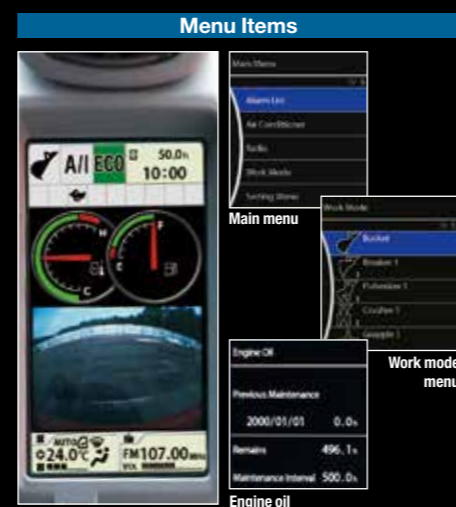 Menu Items
A/I ECO 50.0h
10:00
H
C
F
E
AUTO
24.0°C
FM107.00MHz
VOL
Main Menu
Alarm List
Air Conditioner
Radio
Work Mode
Setting Menu
Main menu
Work Mode
Bucket
Breaker 1
Pulverizer 1
Crusher 1
Grapple 1
Work mode
menu
Engine Oil
Previous Maintenance
2000/01/01 0.0h
Remains 496.1h
Maintenance Interval 500.0h
Engine oil